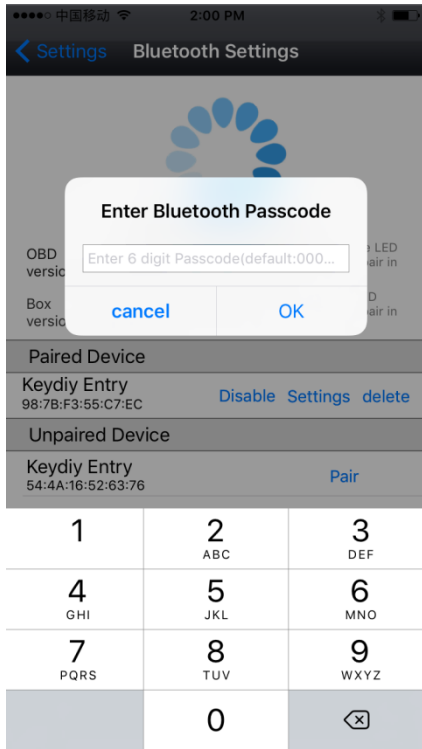 中国移动 2:00 PM
Settings Bluetooth Settings
Enter Bluetooth Passcode
Enter 6 digit Passcode(default:000...
cancel OK
OBD
versio
LED
pair in
Box
versio
pair in
Paired Device
Keydiy Entry
98:7B:F3:55:C7:EC
Disable Settings delete
Unpaired Device
Keydiy Entry
54:4A:16:52:63:76
Pair
1 2 3
ABC DEF
4 5 6
GHI JKL MNO
7 8 9
PQRS TUV WXYZ
0